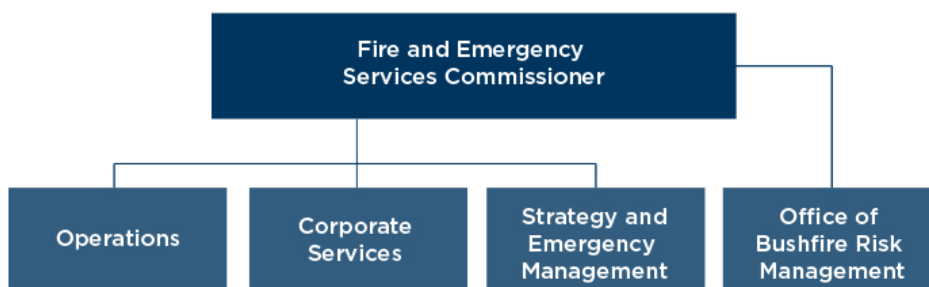 Fire and Emergency
Services Commissioner
Operations
Corporate
Services
Strategy and
Emergency
Management
Office of
Bushfire Risk
Management